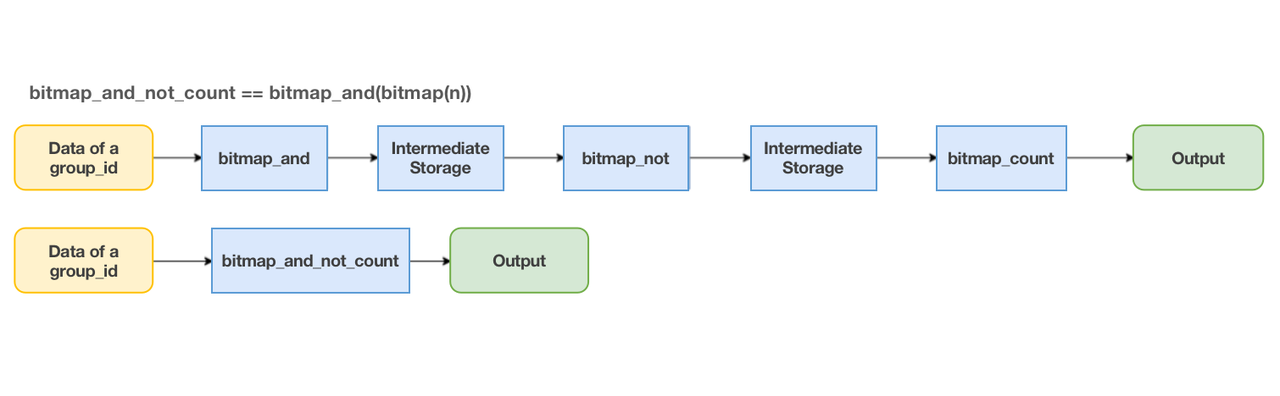 bitmap_and_not_count == bitmap_and(bitmap(n))
Data of a
group_id
bitmap_and
Intermediate
Storage
bitmap_not
Intermediate
Storage
bitmap_count
Output
Data of a
group_id
bitmap_and_not_count
Output